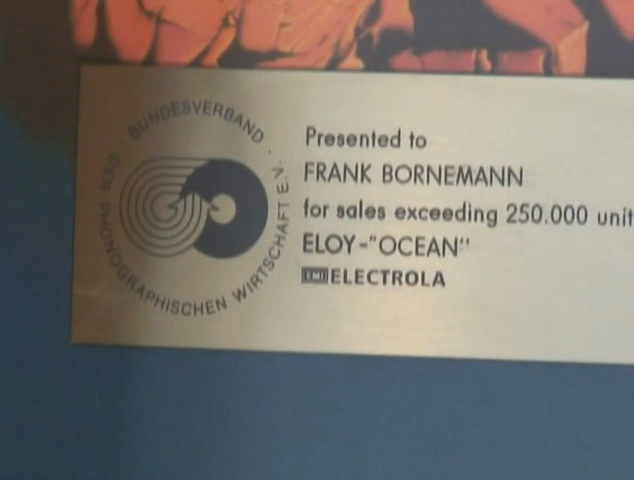 BUNDESVERBAND · DER PHONOGRAPHISCHEN WIRTSCHAFT E.V. ·
Presented to
FRANK BORNEMANN
for sales exceeding 250.000 unit
ELOY-"OCEAN"
EMI ELECTROLA